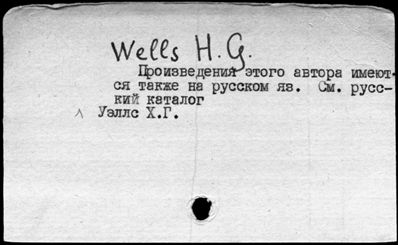 Wells H.G.
Произведения этого автора имеют-
ся также на русском яз. См. русс-
кий каталог
Уэллс Х.Г.